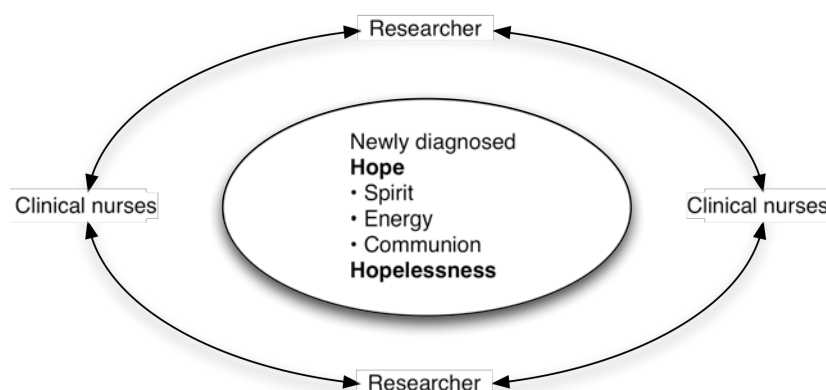 Researcher
Newly diagnosed
Hope
• Spirit
• Energy
• Communion
Hopelessness
Clinical nurses
Clinical nurses
Researcher